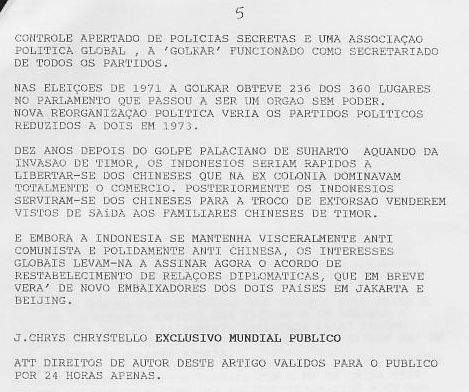 5
CONTROLE APERTADO DE POLICIAS SECRETAS E UMA ASSOCIAÇAO
POLITICA GLOBAL , A 'GOLKAR' FUNCIONADO COMO SECRETARIADO
DE TODOS OS PARTIDOS.
NAS ELEIÇOES DE 1971 A GOLKAR OBTEVE 236 DOS 360 LUGARES
NO PARLAMENTO QUE PASSOU A SER UM ORGAO SEM PODER.
NOVA REORGANIZAÇAO POLITICA VERIA OS PARTIDOS POLITICOS
REDUZIDOS A DOIS EM 1973.
DEZ ANOS DEPOIS DO GOLPE PALACIANO DE SUHARTO AQUANDO DA
INVASAO DE TIMOR, OS INDONESIOS SERIAM RAPIDOS A
LIBERTAR-SE DOS CHINESES QUE NA EX COLONIA DOMINAVAM
TOTALMENTE O COMERCIO. POSTERIORMENTE OS INDONESIOS
SERVIRAM-SE DOS CHINESES PARA A TROCO DE EXTORSAO VENDEREM
VISTOS DE SAíDA AOS FAMILIARES CHINESES DE TIMOR.
E EMBORA A INDONESIA SE MANTENHA VISCERALMENTE ANTI
COMUNISTA E POLIDAMENTE ANTI CHINESA, OS INTERESSES
GLOBAIS LEVAM-NA A ASSINAR AGORA O ACORDO DE
RESTABELECIMENTO DE RELAÇOES DIPLOMATICAS, QUE EM BREVE
VERA' DE NOVO EMBAIXADORES DOS DOIS PAíSES EM JAKARTA E
BEIJING.
J.CHRYS CHRYSTELLO EXCLUSIVO MUNDIAL PUBLICO
ATT DIREITOS DE AUTOR DESTE ARTIGO VALIDOS PARA O PUBLICO
POR 24 HORAS APENAS.